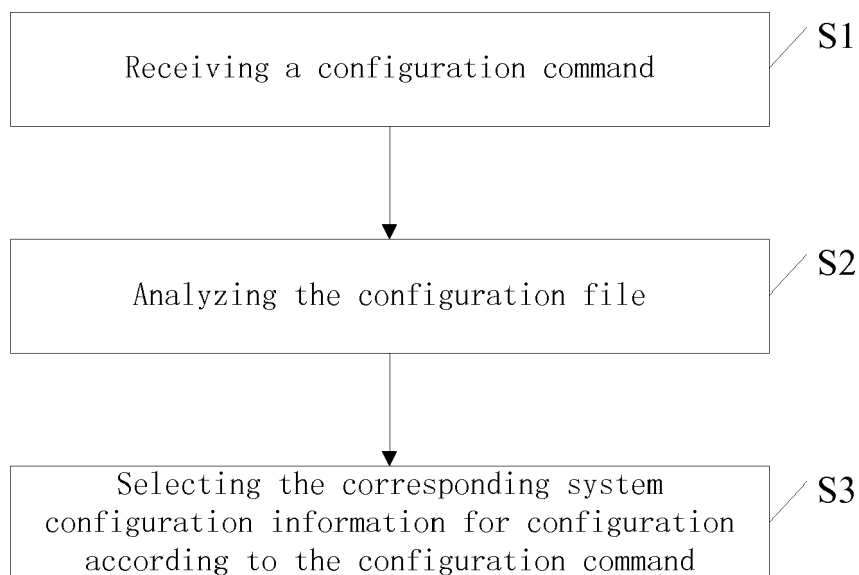 Receiving a configuration command
S1
Analyzing the configuration file
S2
Selecting the corresponding system
configuration information for configuration
according to the configuration command
S3